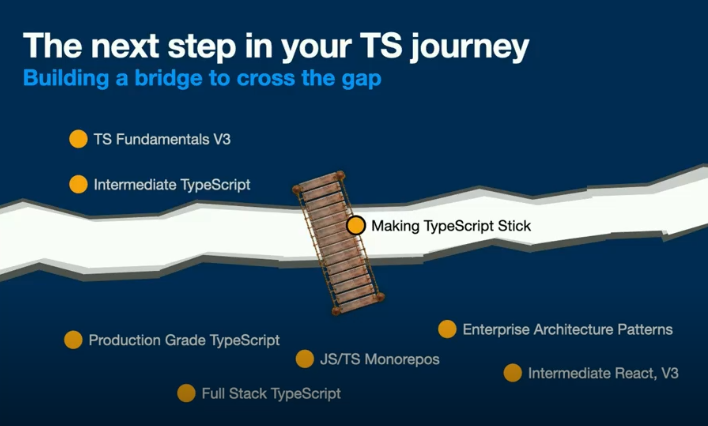 The next step in your TS journey
Building a bridge to cross the gap
TS Fundamentals V3
Intermediate TypeScript
Making TypeScript Stick
Enterprise Architecture Patterns
Production Grade TypeScript
JS/TS Monorepos
Intermediate React, V3
Full Stack TypeScript